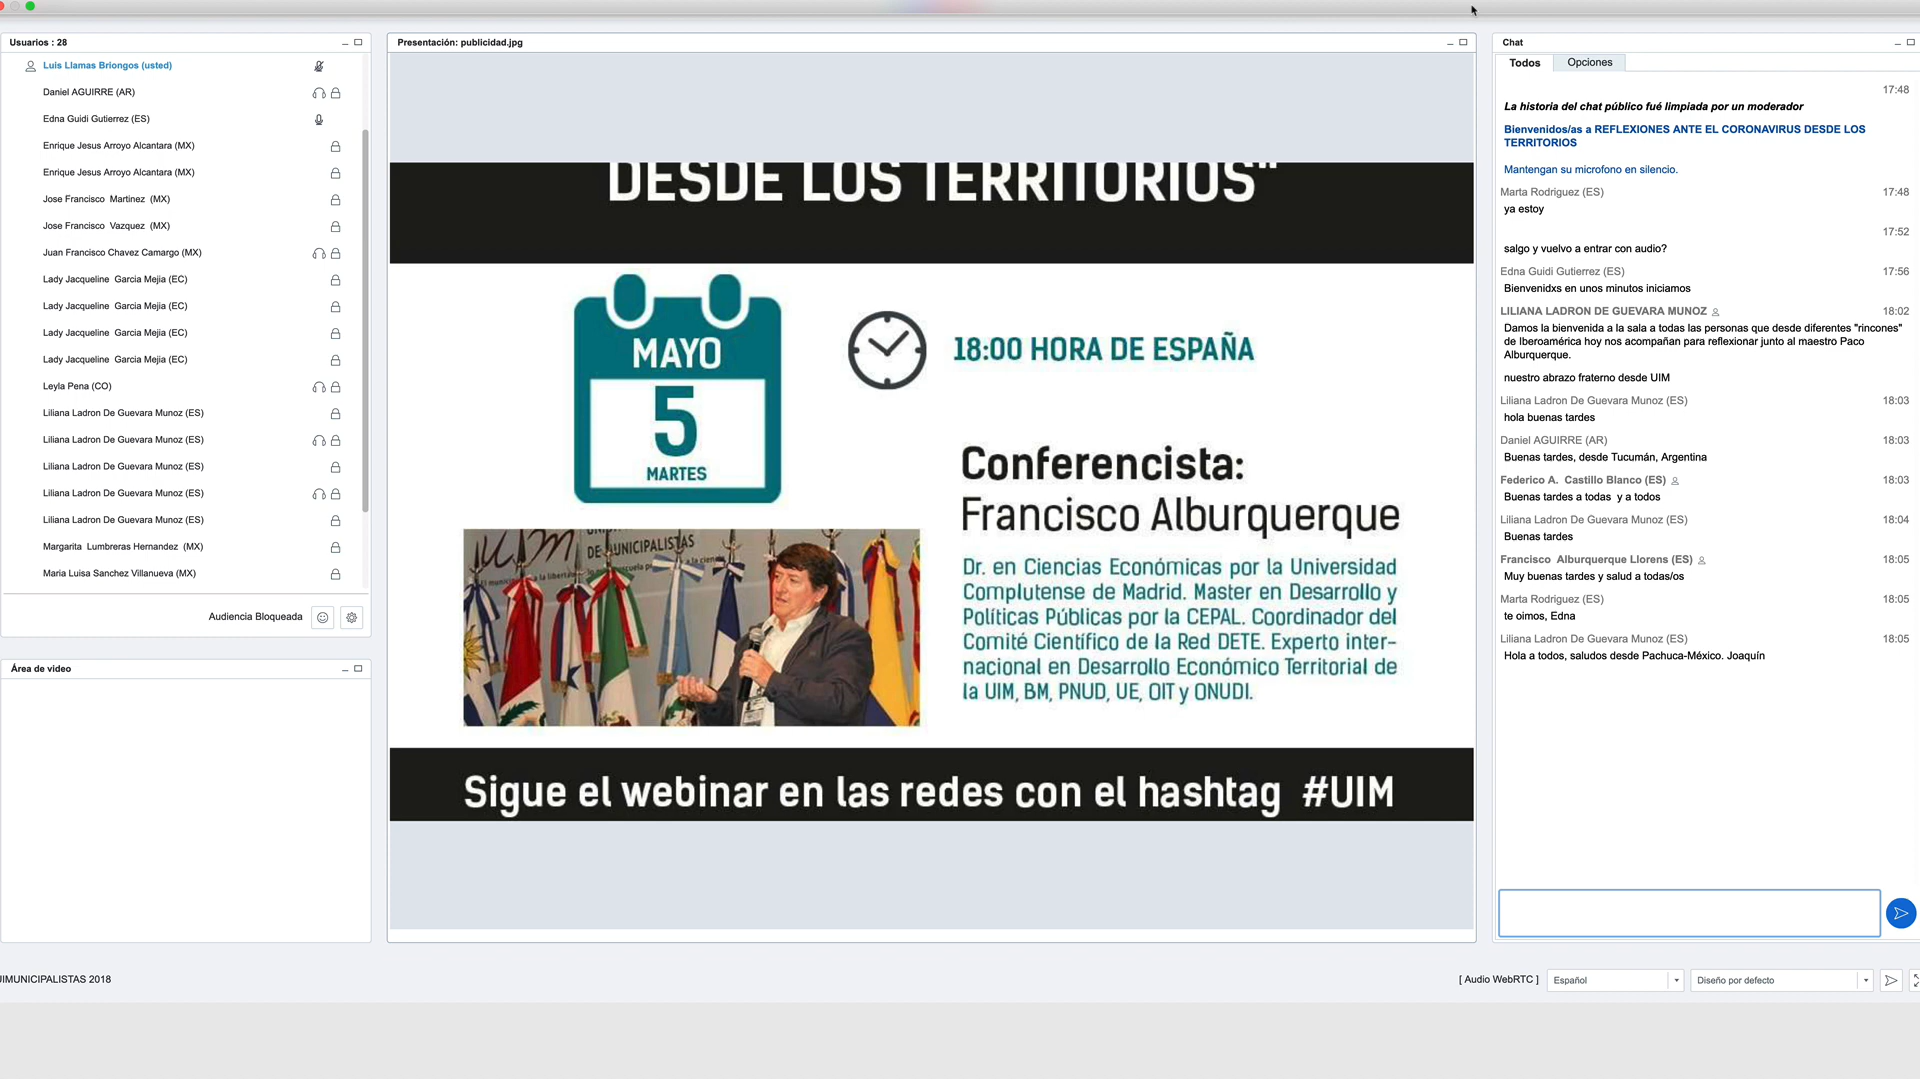 Usuarios : 28
Luis Llamas Briongos (usted)
Daniel AGUIRRE (AR)
Edna Guidi Gutierrez (ES)
Enrique Jesus Arroyo Alcantara (MX)
Enrique Jesus Arroyo Alcantara (MX)
Jose Francisco Martinez (MX)
Jose Francisco Vazquez (MX)
Juan Francisco Chavez Camargo (MX)
Lady Jacqueline Garcia Mejia (EC)
Lady Jacqueline Garcia Mejia (EC)
Lady Jacqueline Garcia Mejia (EC)
Lady Jacqueline Garcia Mejia (EC)
Leyla Pena (CO)
Liliana Ladron De Guevara Munoz (ES)
Liliana Ladron De Guevara Munoz (ES)
Liliana Ladron De Guevara Munoz (ES)
Liliana Ladron De Guevara Munoz (ES)
Liliana Ladron De Guevara Munoz (ES)
Margarita Lumbreras Hernandez (MX)
Maria Luisa Sanchez Villanueva (MX)
Audiencia Bloqueada
Área de video
Presentación: publicidad.jpg
DESDE LOS TERRITORIOS"
MAYO
5
MARTES
18:00 HORA DE ESPAÑA
Conferencista:
Francisco Alburquerque
Dr. en Ciencias Económicas por la Universidad
Complutense de Madrid. Master en Desarrollo y
Políticas Públicas por la CEPAL. Coordinador del
Comité Científico de la Red DETE. Experto inter-
nacional en Desarrollo Económico Territorial de
la UIM, BM, PNUD, UE, OIT y ONUDI.
DE MUNICIPALISTAS
Sigue el webinar en las redes con el hashtag #UIM
Chat
Todos Opciones
17:48
La historia del chat público fué limpiada por un moderador
Bienvenidos/as a REFLEXIONES ANTE EL CORONAVIRUS DESDE LOS
TERRITORIOS
Mantengan su microfono en silencio.
Marta Rodriguez (ES) 17:48
ya estoy
17:52
salgo y vuelvo a entrar con audio?
Edna Guidi Gutierrez (ES) 17:56
Bienvenidxs en unos minutos iniciamos
LILIANA LADRON DE GUEVARA MUNOZ 18:02
Damos la bienvenida a la sala a todas las personas que desde diferentes "rincones"
de Iberoamérica hoy nos acompañan para reflexionar junto al maestro Paco
Alburquerque.
nuestro abrazo fraterno desde UIM
Liliana Ladron De Guevara Munoz (ES) 18:03
hola buenas tardes
Daniel AGUIRRE (AR) 18:03
Buenas tardes, desde Tucumán, Argentina
Federico A. Castillo Blanco (ES) 18:03
Buenas tardes a todas y a todos
Liliana Ladron De Guevara Munoz (ES) 18:04
Buenas tardes
Francisco Alburquerque Llorens (ES) 18:05
Muy buenas tardes y salud a todas/os
Marta Rodriguez (ES) 18:05
te oimos, Edna
Liliana Ladron De Guevara Munoz (ES) 18:05
Hola a todos, saludos desde Pachuca-México. Joaquín
UIMUNICIPALISTAS 2018
[ Audio WebRTC ] Español Diseño por defecto